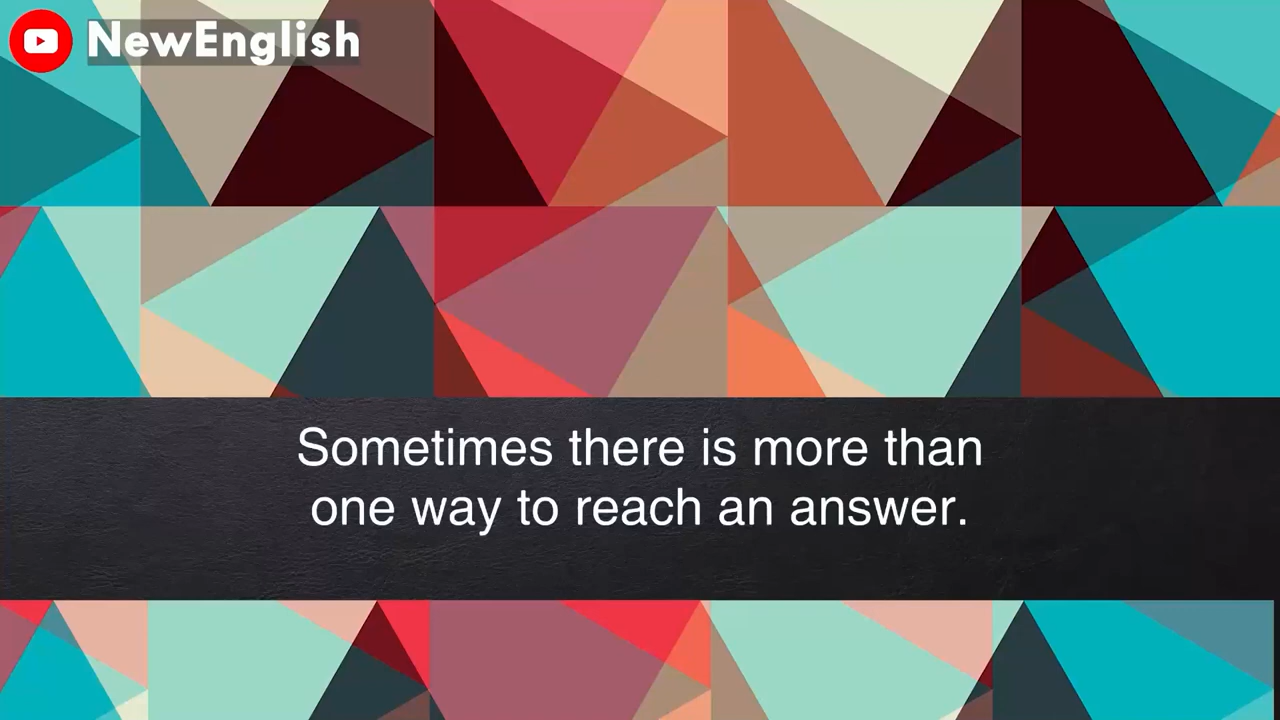 NewEnglish
Sometimes there is more than
one way to reach an answer.